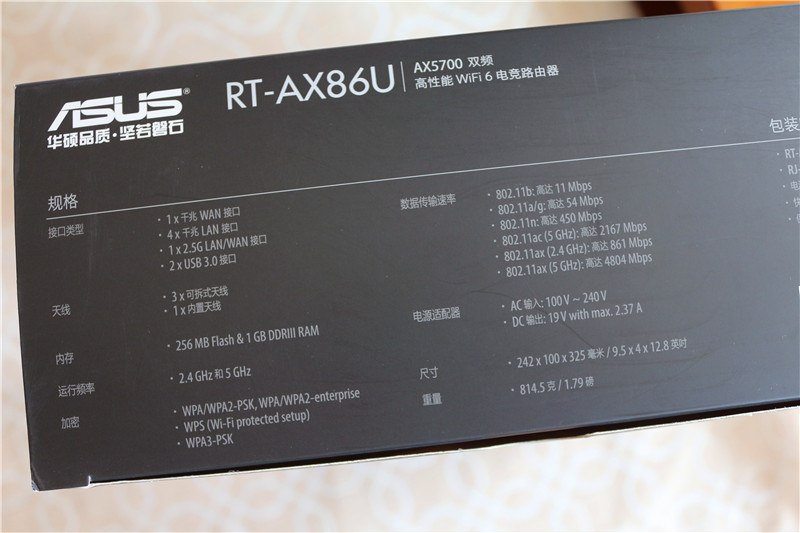 ASUS®
华硕品质·坚若磐石
RT-AX86U
AX5700 双频
高性能 WiFi 6 电竞路由器
规格
接口类型
• 1 x 千兆 WAN 接口
• 4 x 千兆 LAN 接口
• 1 x 2.5G LAN/WAN 接口
• 2 x USB 3.0 接口
天线
• 3 x 可拆式天线
• 1 x 内置天线
内存
• 256 MB Flash & 1 GB DDRIII RAM
运行频率
• 2.4 GHz 和 5 GHz
加密
• WPA/WPA2-PSK, WPA/WPA2-enterprise
• WPS (Wi-Fi protected setup)
• WPA3-PSK
数据传输速率
• 802.11b: 高达 11 Mbps
• 802.11a/g: 高达 54 Mbps
• 802.11n: 高达 450 Mbps
• 802.11ac (5 GHz): 高达 2167 Mbps
• 802.11ax (2.4 GHz): 高达 861 Mbps
• 802.11ax (5 GHz): 高达 4804 Mbps
电源适配器
• AC 输入: 100 V ~ 240 V
• DC 输出: 19 V with max. 2.37 A
尺寸
• 242 x 100 x 325 毫米 / 9.5 x 4 x 12.8 英吋
重量
• 814.5 克 / 1.79 磅
包装
• RT-
• RJ-